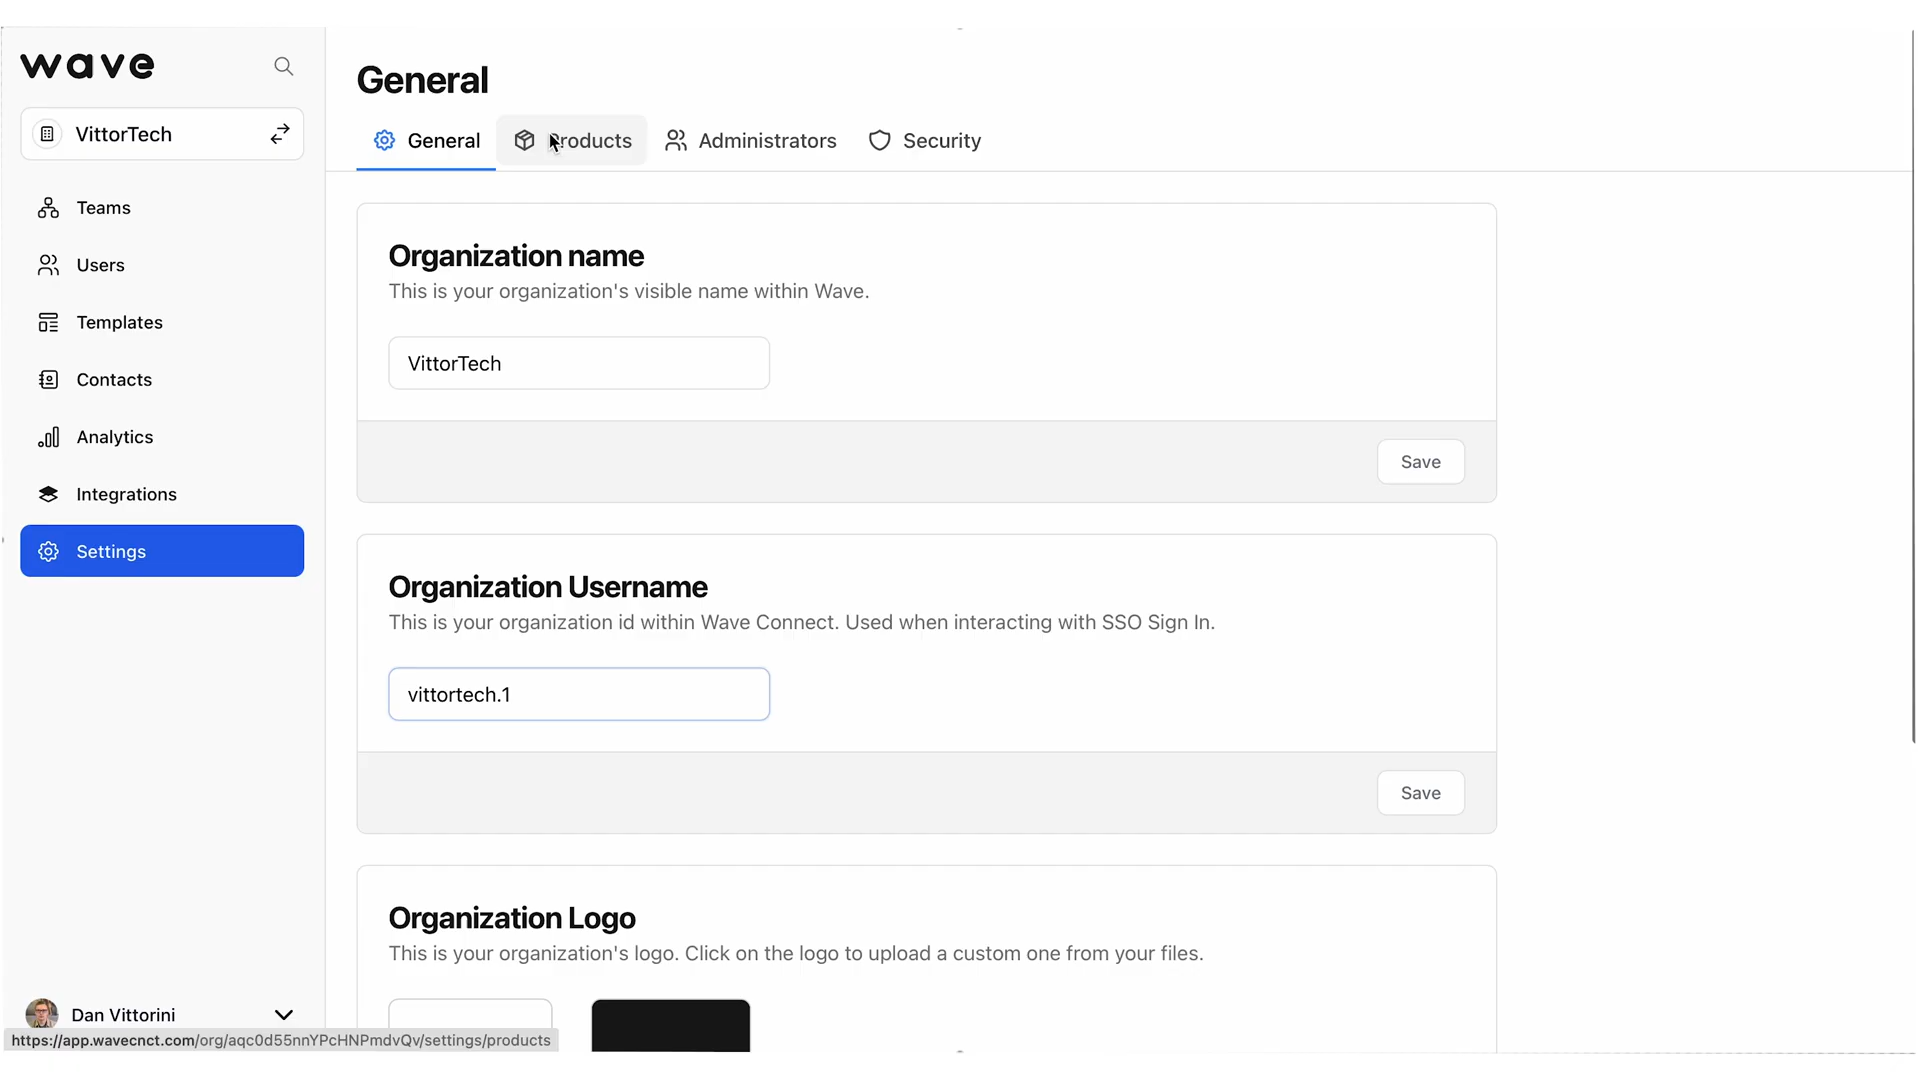 wave
General
VittorTech
General
Products
Administrators
Security
Teams
Users
Templates
Contacts
Analytics
Integrations
Settings
Organization name
This is your organization's visible name within Wave.
VittorTech
Save
Organization Username
This is your organization id within Wave Connect. Used when interacting with SSO Sign In.
vittortech.1
Save
Organization Logo
This is your organization's logo. Click on the logo to upload a custom one from your files.
Dan Vittorini
https://app.wavecnct.com/org/aqc0d55nnYPcHNPmdvQv/settings/products